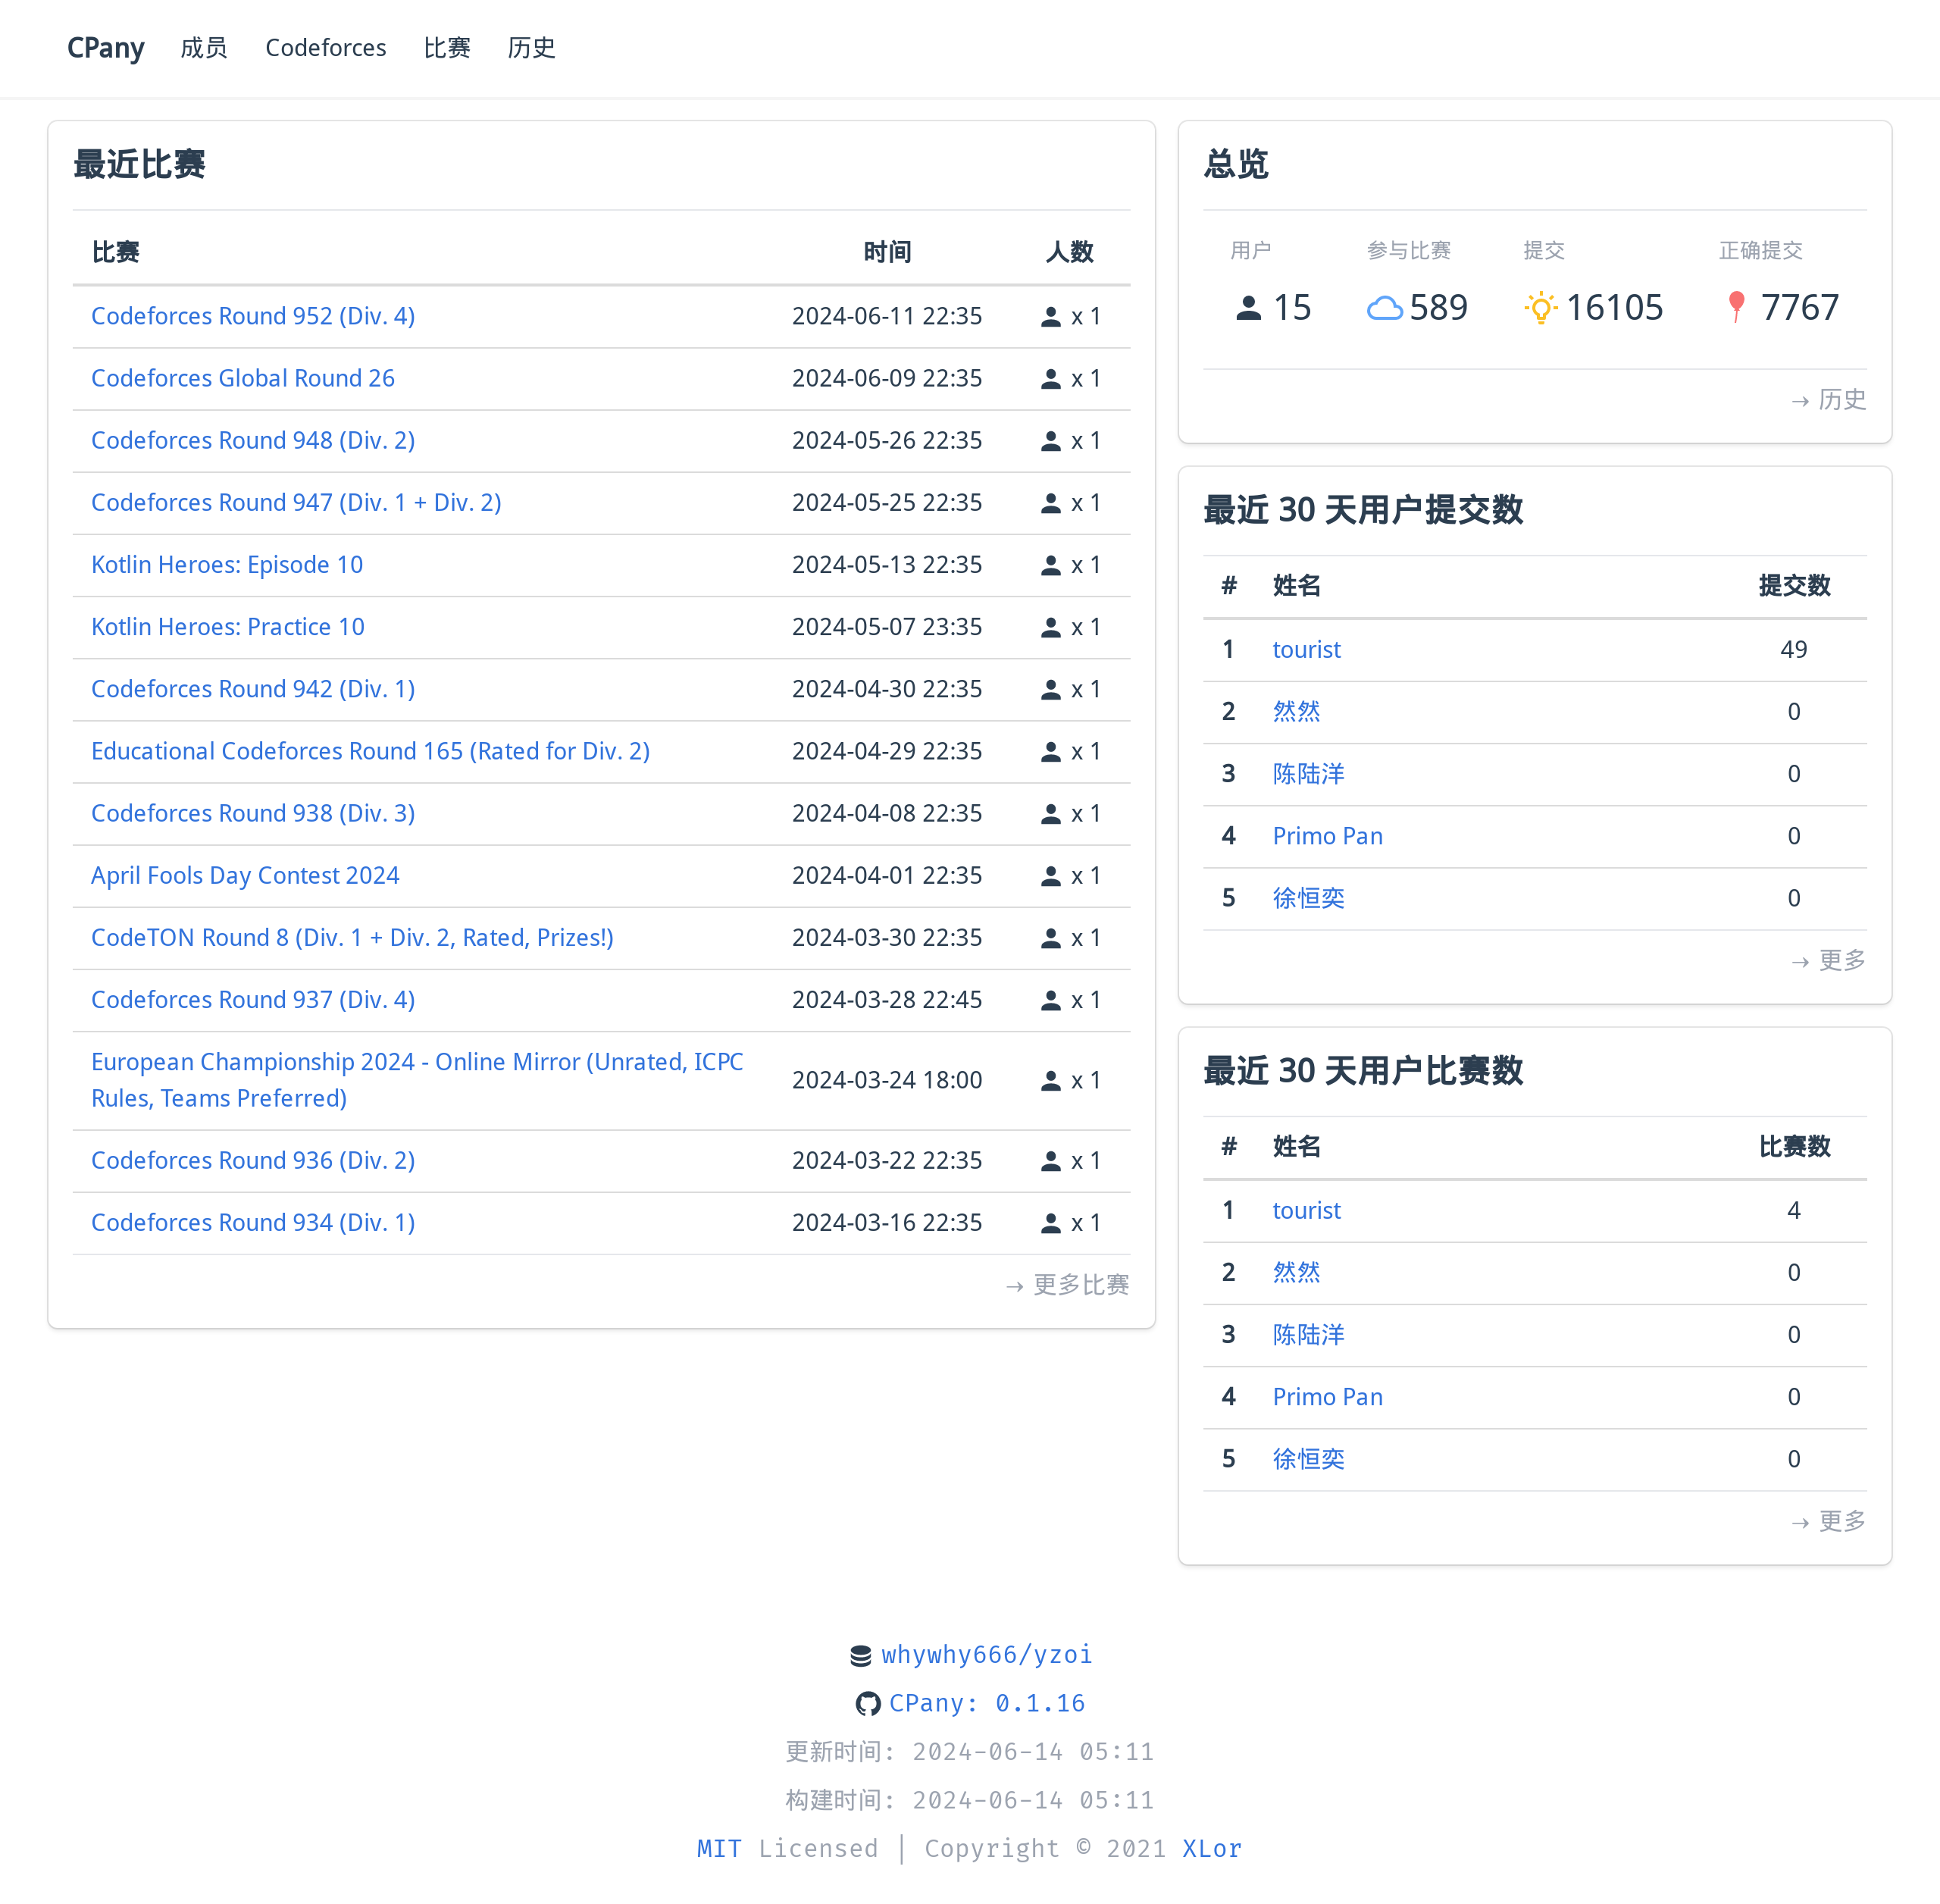 CPany 成员 Codeforces 比赛 历史
最近比赛
比赛 时间 人数
Codeforces Round 952 (Div. 4) 2024-06-11 22:35 x 1
Codeforces Global Round 26 2024-06-09 22:35 x 1
Codeforces Round 948 (Div. 2) 2024-05-26 22:35 x 1
Codeforces Round 947 (Div. 1 + Div. 2) 2024-05-25 22:35 x 1
Kotlin Heroes: Episode 10 2024-05-13 22:35 x 1
Kotlin Heroes: Practice 10 2024-05-07 23:35 x 1
Codeforces Round 942 (Div. 1) 2024-04-30 22:35 x 1
Educational Codeforces Round 165 (Rated for Div. 2) 2024-04-29 22:35 x 1
Codeforces Round 938 (Div. 3) 2024-04-08 22:35 x 1
April Fools Day Contest 2024 2024-04-01 22:35 x 1
CodeTON Round 8 (Div. 1 + Div. 2, Rated, Prizes!) 2024-03-30 22:35 x 1
Codeforces Round 937 (Div. 4) 2024-03-28 22:45 x 1
European Championship 2024 - Online Mirror (Unrated, ICPC
Rules, Teams Preferred) 2024-03-24 18:00 x 1
Codeforces Round 936 (Div. 2) 2024-03-22 22:35 x 1
Codeforces Round 934 (Div. 1) 2024-03-16 22:35 x 1
→ 更多比赛
总览
用户 参与比赛 提交 正确提交
15 589 16105 7767
→ 历史
最近 30 天用户提交数
# 姓名 提交数
1 tourist 49
2 然然 0
3 陈陆洋 0
4 Primo Pan 0
5 徐恒奕 0
→ 更多
最近 30 天用户比赛数
# 姓名 比赛数
1 tourist 4
2 然然 0
3 陈陆洋 0
4 Primo Pan 0
5 徐恒奕 0
→ 更多
whywhy666/yzoi
CPany: 0.1.16
更新时间: 2024-06-14 05:11
构建时间: 2024-06-14 05:11
MIT Licensed | Copyright © 2021 XLor